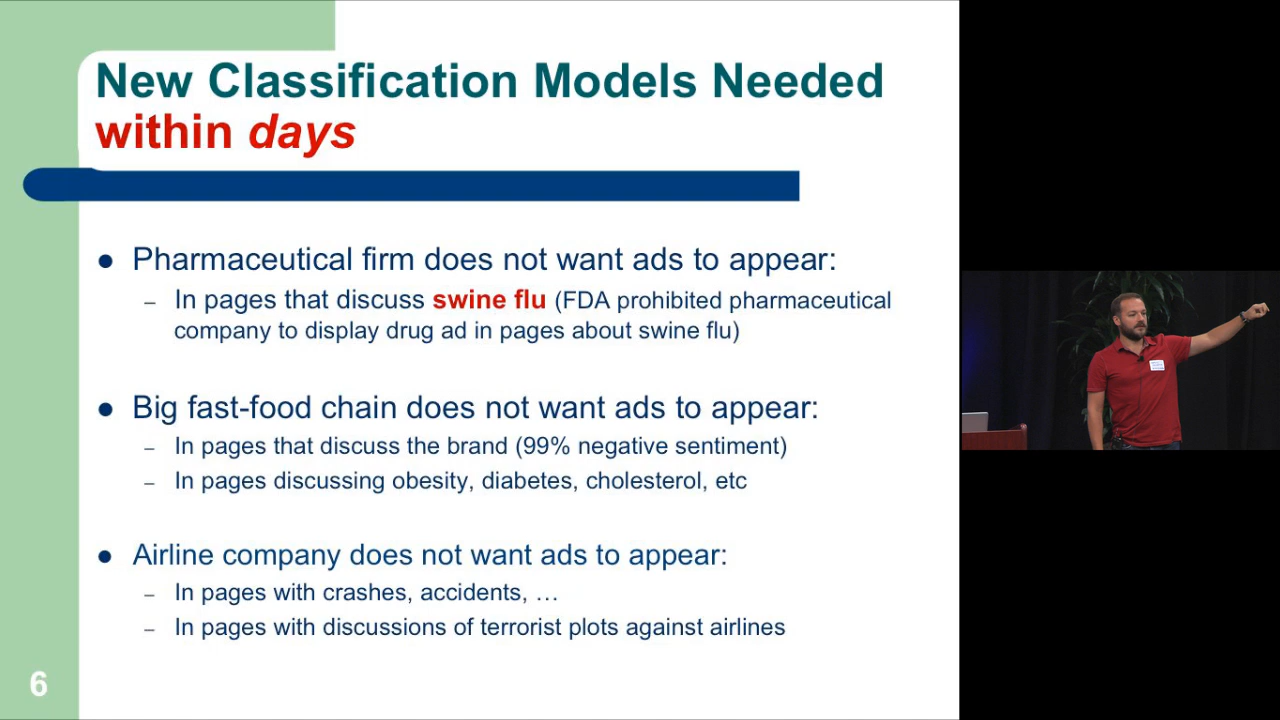 New Classification Models Needed
within days
● Pharmaceutical firm does not want ads to appear:
– In pages that discuss swine flu (FDA prohibited pharmaceutical
company to display drug ad in pages about swine flu)
● Big fast-food chain does not want ads to appear:
– In pages that discuss the brand (99% negative sentiment)
– In pages discussing obesity, diabetes, cholesterol, etc
● Airline company does not want ads to appear:
– In pages with crashes, accidents, …
– In pages with discussions of terrorist plots against airlines
6